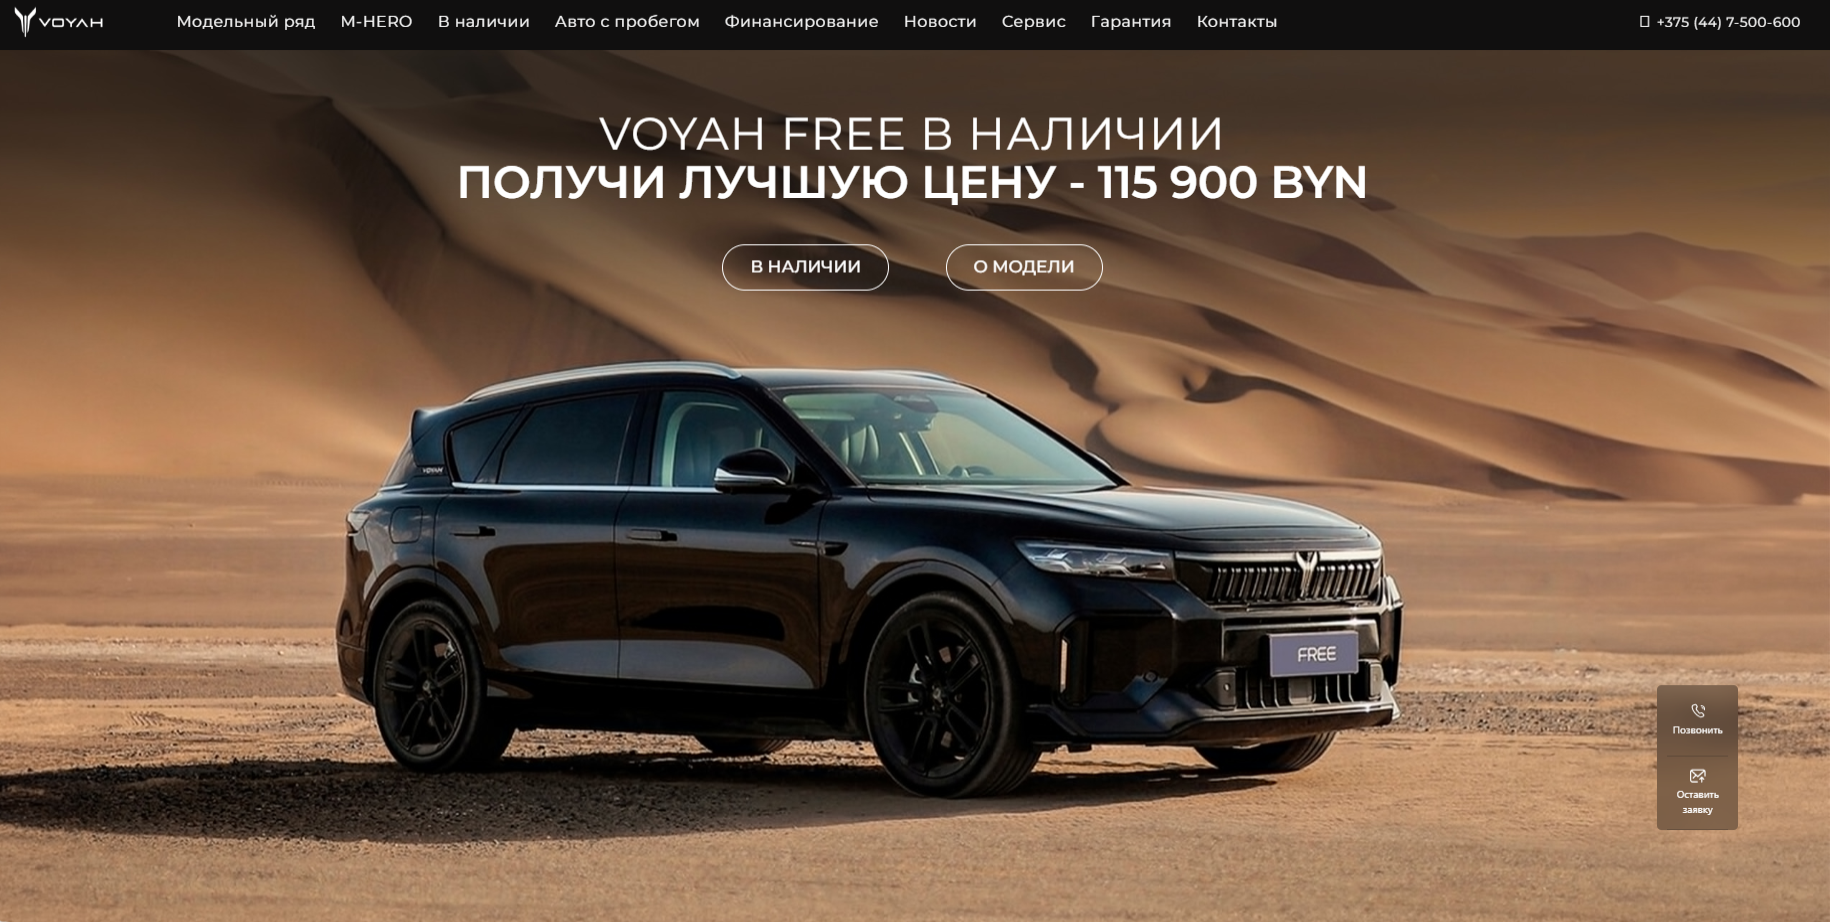 VOYAH
Модельный ряд
M-HERO
В наличии
Авто с пробегом
Финансирование
Новости
Сервис
Гарантия
Контакты
+375 (44) 7-500-600
VOYAH FREE В НАЛИЧИИ
ПОЛУЧИ ЛУЧШУЮ ЦЕНУ - 115 900 BYN
В НАЛИЧИИ
О МОДЕЛИ
VOYAH
FREE
Позвонить
Оставить
заявку